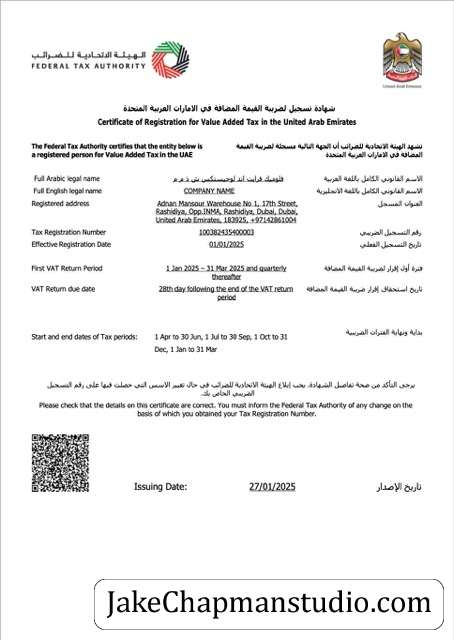 الهيئة الاتحادية للضرائب
FEDERAL TAX AUTHORITY
United Arab Emirates
شهادة تسجيل لضريبة القيمة المضافة في الامارات العربية المتحدة
Certificate of Registration for Value Added Tax in the United Arab Emirates
The Federal Tax Authority certifies that the entity below is
a registered person for Value Added Tax in the UAE
تشهد الهيئة الاتحادية للضرائب أن الجهة التالية مسجلة لضريبة القيمة
المضافة في الامارات العربية المتحدة
Full Arabic legal name
فلوميك فرايت آند لوجيستكس ش ذ م م
الاسم القانوني الكامل باللغة العربية
Full English legal name
COMPANY NAME
الاسم القانوني الكامل باللغة الانجليزية
Registered address
Adnan Mansour Warehouse No 1, 17th Street,
Rashidiya, Opp.INMA, Rashidiya, Dubai, Dubai,
United Arab Emirates, 183925, +97142861004
العنوان المسجل
Tax Registration Number
100382435400003
رقم التسجيل الضريبي
Effective Registration Date
01/01/2025
تاريخ التسجيل الفعلي
First VAT Return Period
1 Jan 2025 – 31 Mar 2025 and quarterly
thereafter
فترة أول إقرار لضريبة القيمة المضافة
VAT Return due date
28th day following the end of the VAT return
period
تاريخ استحقاق إقرار ضريبة القيمة المضافة
Start and end dates of Tax periods:
1 Apr to 30 Jun, 1 Jul to 30 Sep, 1 Oct to 31
Dec, 1 Jan to 31 Mar
بداية ونهاية الفترات الضريبية
يرجى التأكد من صحة تفاصيل الشهادة. يجب إبلاغ الهيئة الاتحادية للضرائب في حال تغيير الاسس التي حصلت فيها على رقم التسجيل
الضريبي الخاص بك.
Please check that the details on this certificate are correct. You must inform the Federal Tax Authority of any change on the
basis of which you obtained your Tax Registration Number.
Issuing Date:
27/01/2025
تاريخ الإصدار
JakeChapmanstudio.com